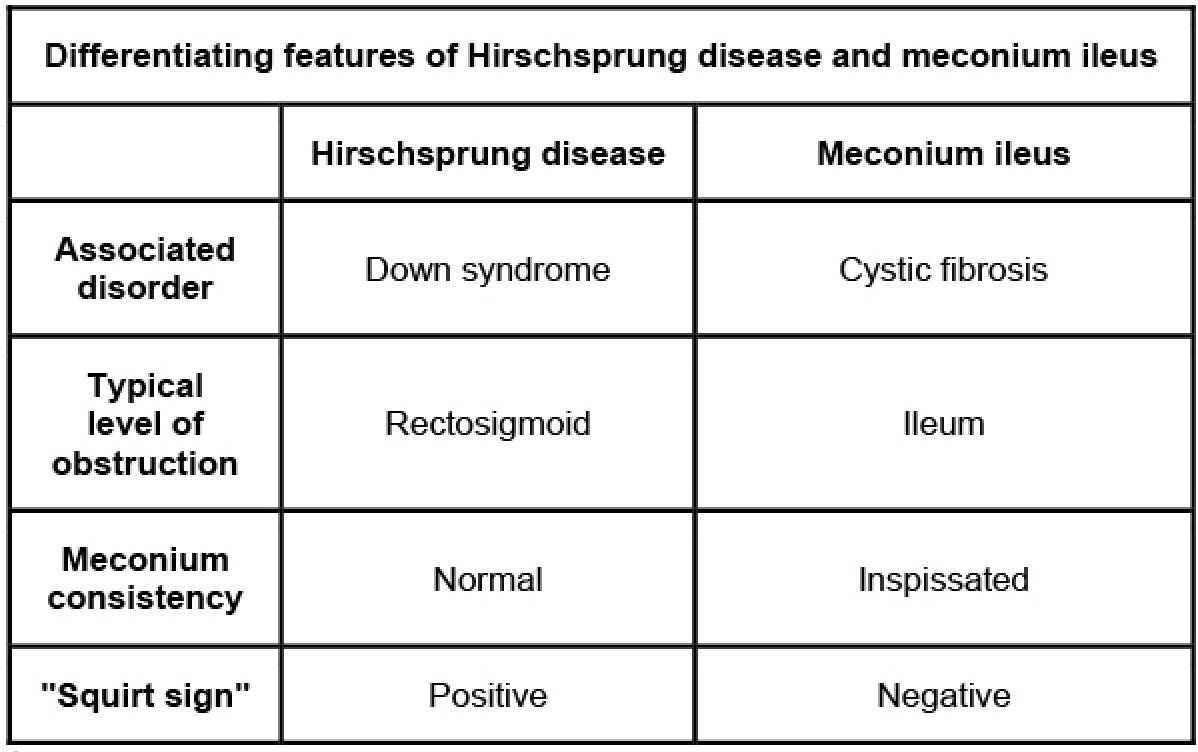 Differentiating features of Hirschsprung disease and meconium ileus
Hirschsprung disease Meconium ileus
Associated
disorder
Down syndrome Cystic fibrosis
Typical
level of
obstruction
Rectosigmoid Ileum
Meconium
consistency
Normal Inspissated
"Squirt sign" Positive Negative